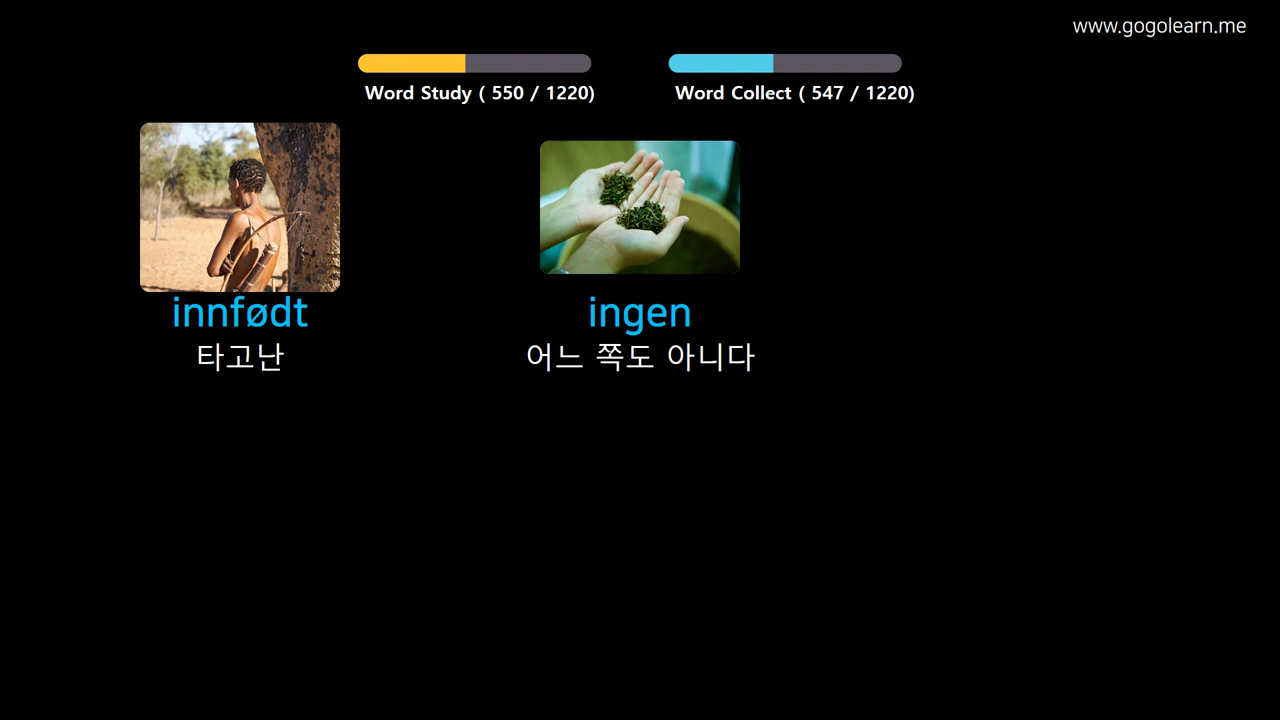 www.gogolearn.me
Word Study ( 550 / 1220)
Word Collect ( 547 / 1220)
innfødt
타고난
ingen
어느 쪽도 아니다